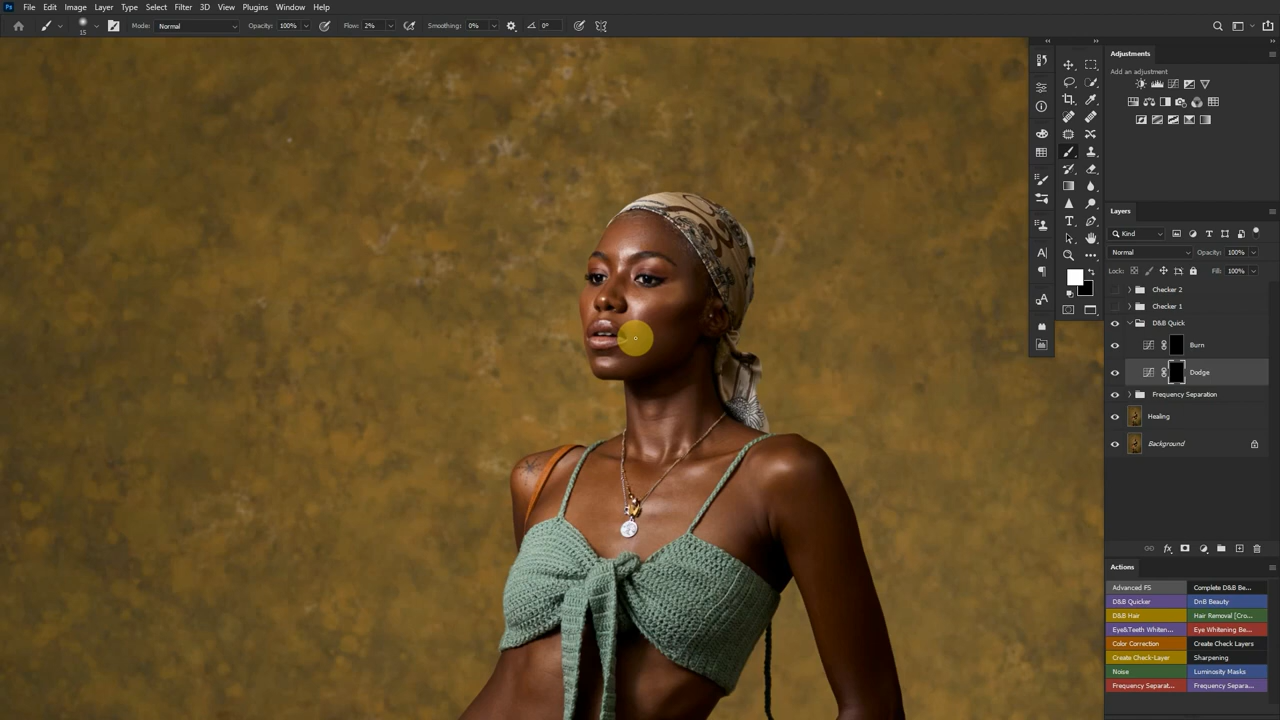 Ps File Edit Image Layer Type Select Filter 3D View Plugins Window Help
15 Mode: Normal Opacity: 100% Flow: 2% Smoothing: 0% 0°
Adjustments
Add an adjustment
Layers
Kind
Normal Opacity: 100%
Lock: Fill: 100%
Checker 2
Checker 1
D&B Quick
Burn
Dodge
Frequency Separation
Healing
Background
Actions
Advanced FS Complete D&B Be...
D&B Quicker DnB Beauty
D&B Hair Hair Removal [Cro...
Eye&Teeth Whiten... Eye Whitening Be...
Color Correction Create Check Layers
Create Check-Layer Sharpening
Noise Luminosity Masks
Frequency Separat... Frequency Separa...